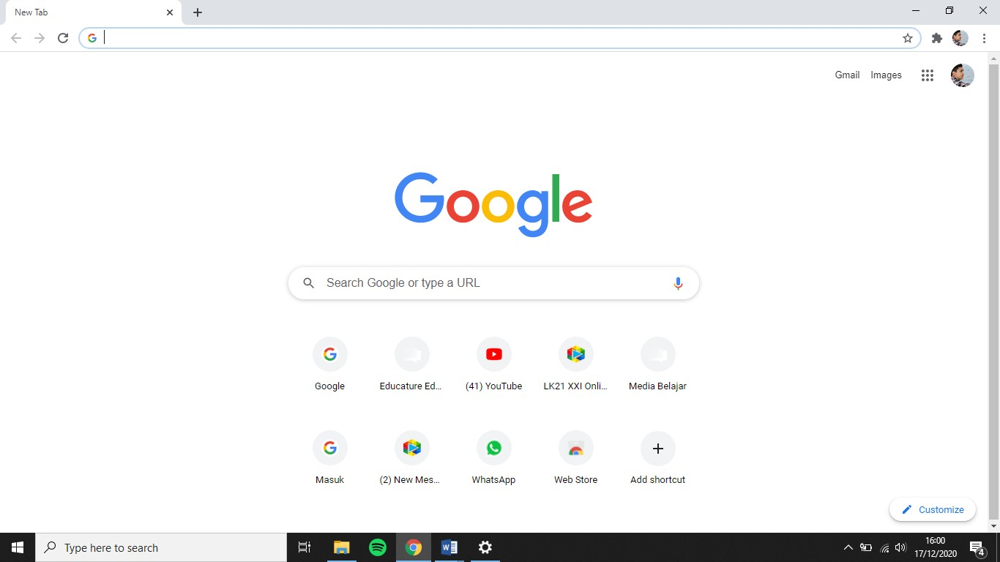 New Tab
Gmail Images
Google
Search Google or type a URL
Google
Educature Ed...
(41) YouTube
LK21 XXI Onli...
Media Belajar
Masuk
(2) New Mes...
WhatsApp
Web Store
Add shortcut
Customize
Type here to search
16:00
17/12/2020
4